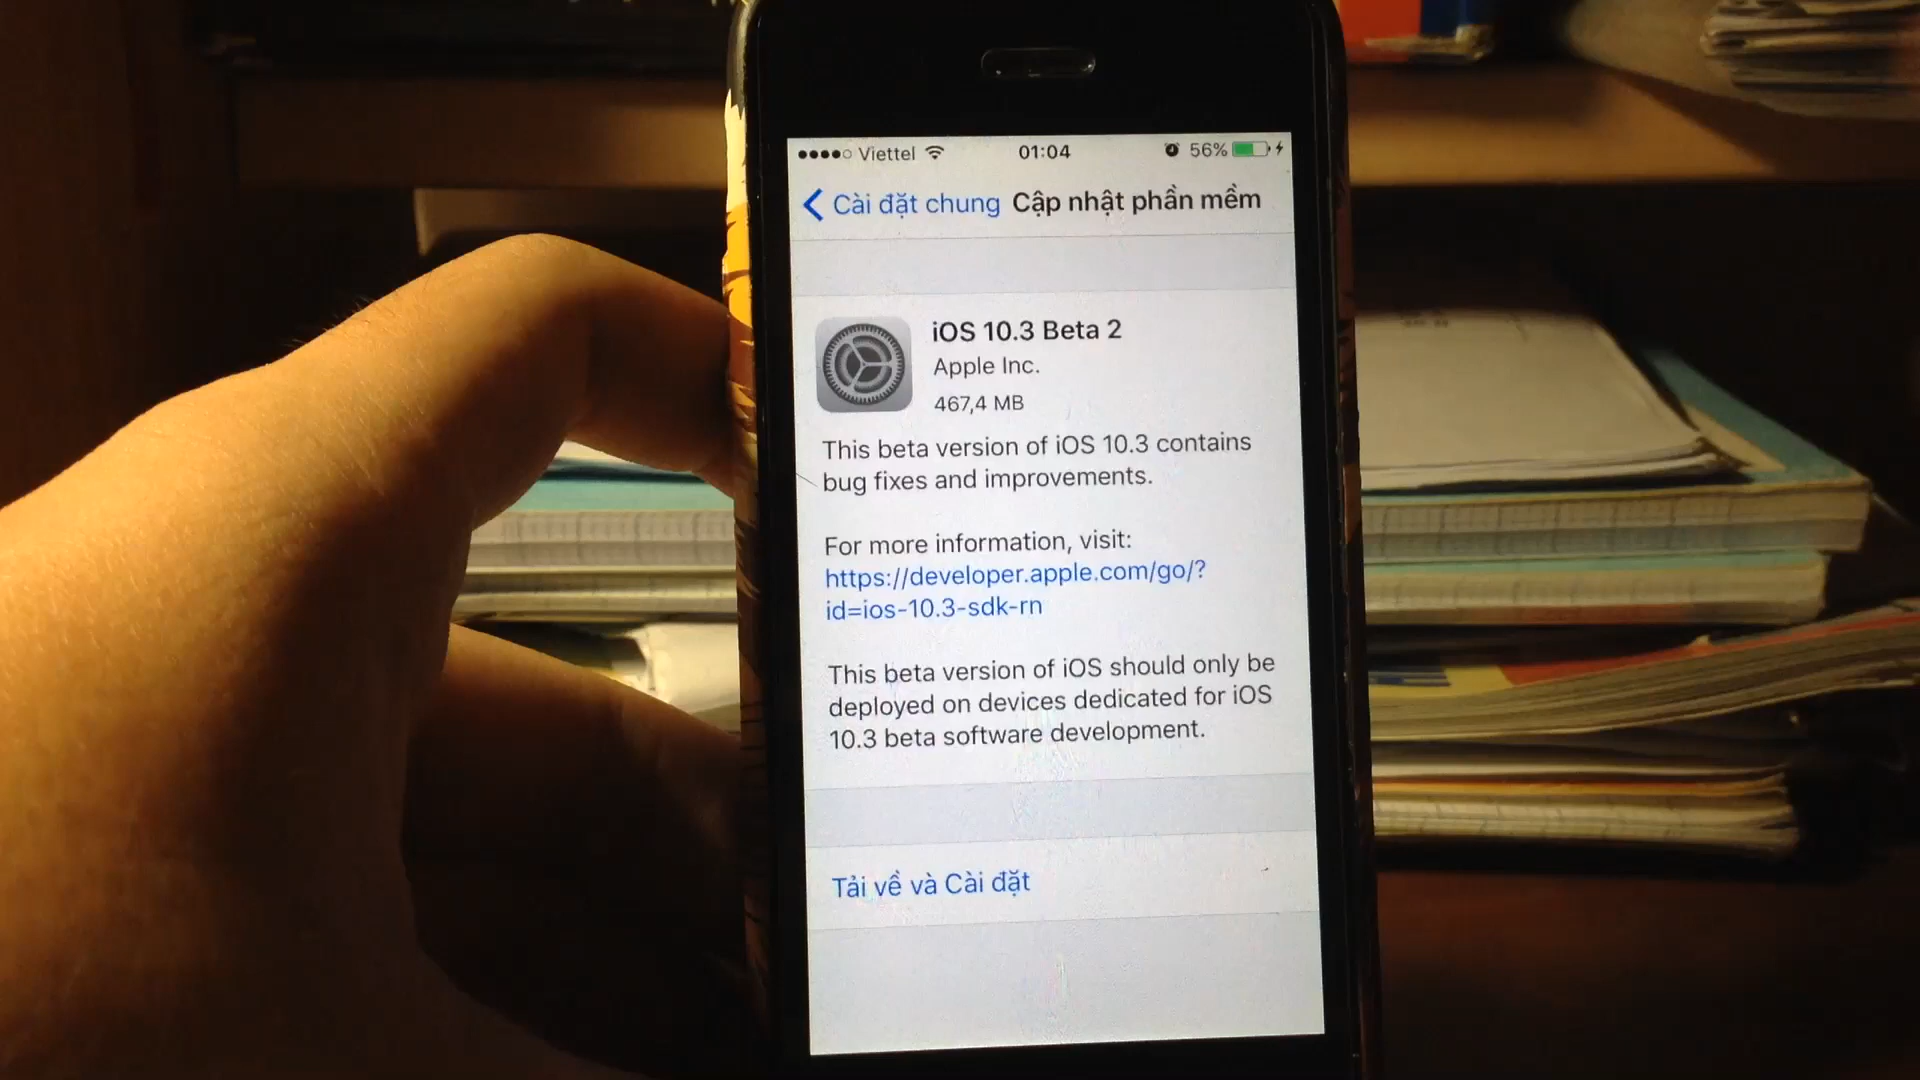 Viettel 01:04 56%
Cài đặt chung Cập nhật phần mềm
iOS 10.3 Beta 2
Apple Inc.
467,4 MB
This beta version of iOS 10.3 contains
bug fixes and improvements.
For more information, visit:
https://developer.apple.com/go/?
id=ios-10.3-sdk-rn
This beta version of iOS should only be
deployed on devices dedicated for iOS
10.3 beta software development.
Tải về và Cài đặt